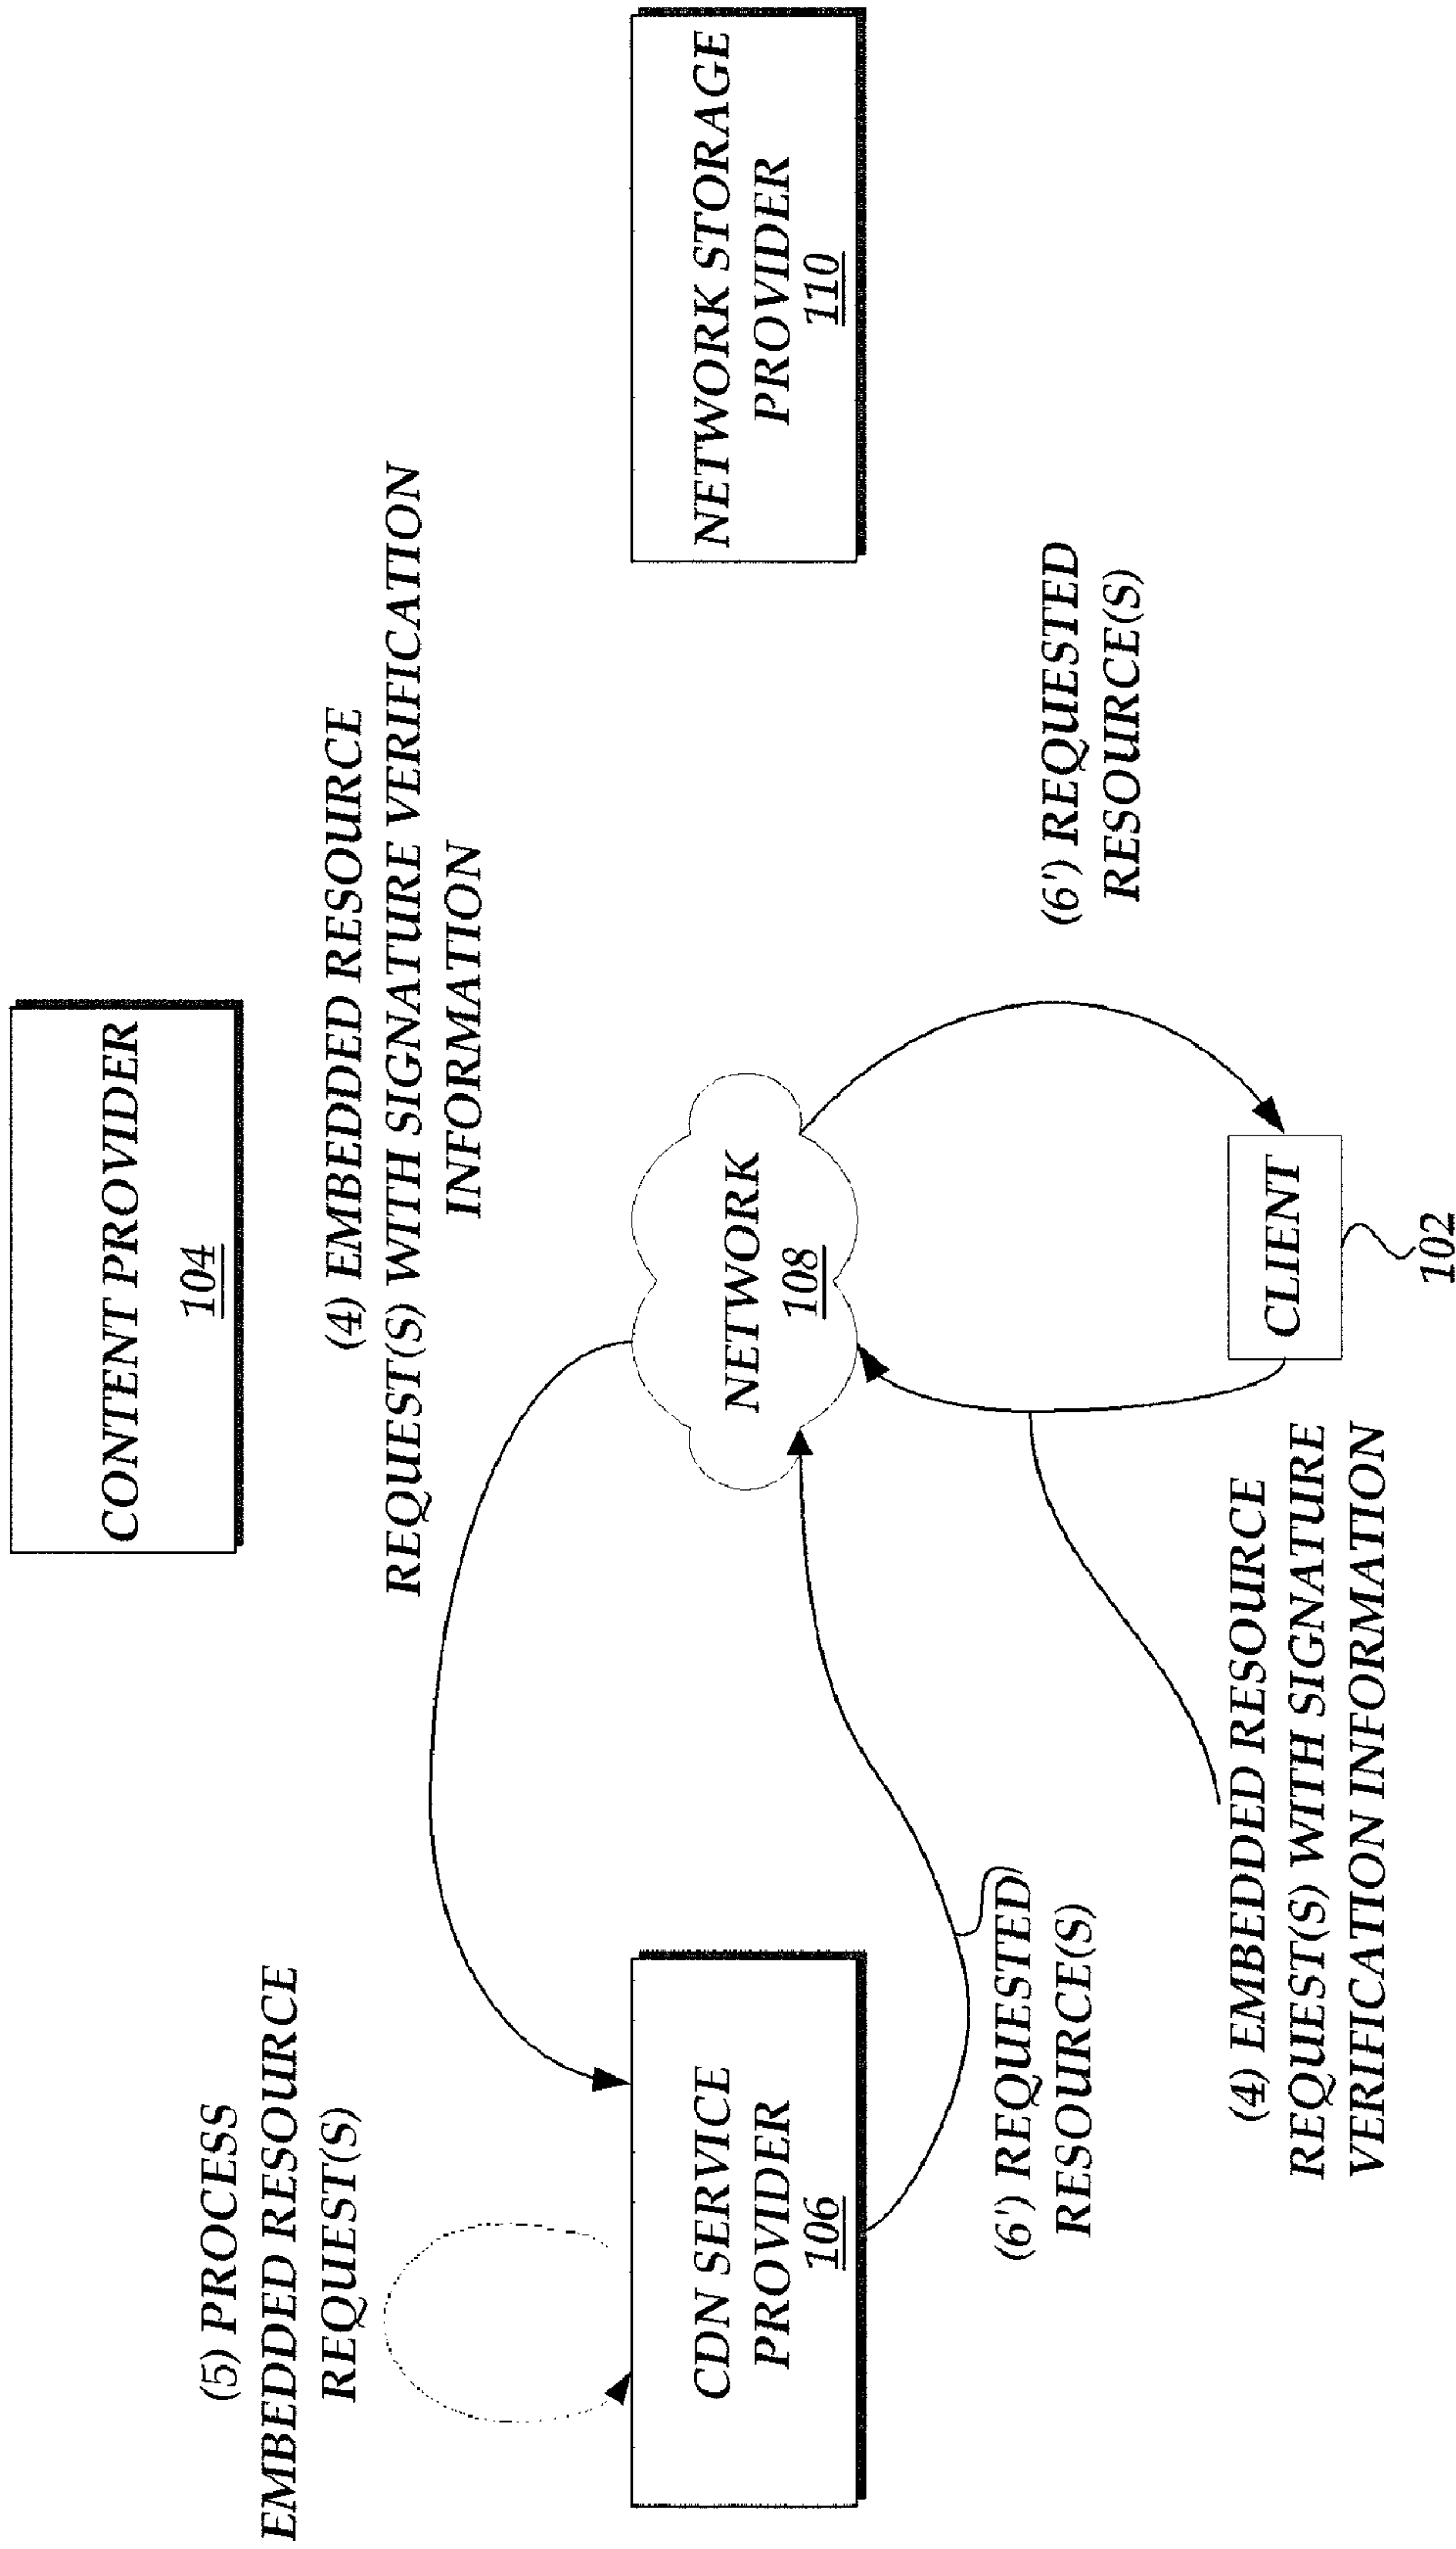 CONTENT PROVIDER
104
(5) PROCESS
EMBEDDED RESOURCE
REQUEST(S)
(4) EMBEDDED RESOURCE
REQUEST(S) WITH SIGNATURE VERIFICATION
INFORMATION
CDN SERVICE
PROVIDER
106
NETWORK
108
NETWORK STORAGE
PROVIDER
110
(6') REQUESTED
RESOURCE(S)
(6') REQUESTED
RESOURCE(S)
(4) EMBEDDED RESOURCE
REQUEST(S) WITH SIGNATURE
VERIFICATION INFORMATION
CLIENT
102